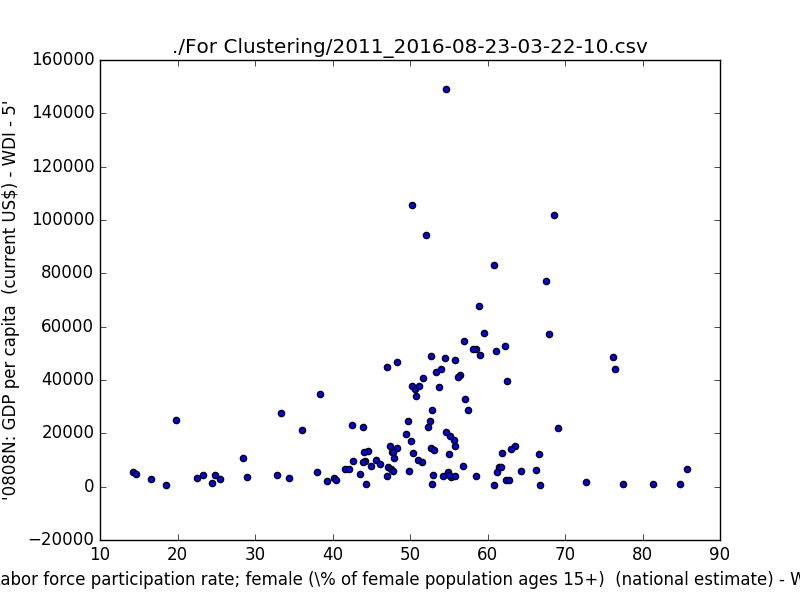 ./For Clustering/2011_2016-08-23-03-22-10.csv
160000
140000
120000
100000
80000
60000
40000
20000
0
−20000
'0808N: GDP per capita (current US$) - WDI - 5'
10 20 30 40 50 60 70 80 90
force participation rate; female (\% of female population ages 15+) (national estimate) -